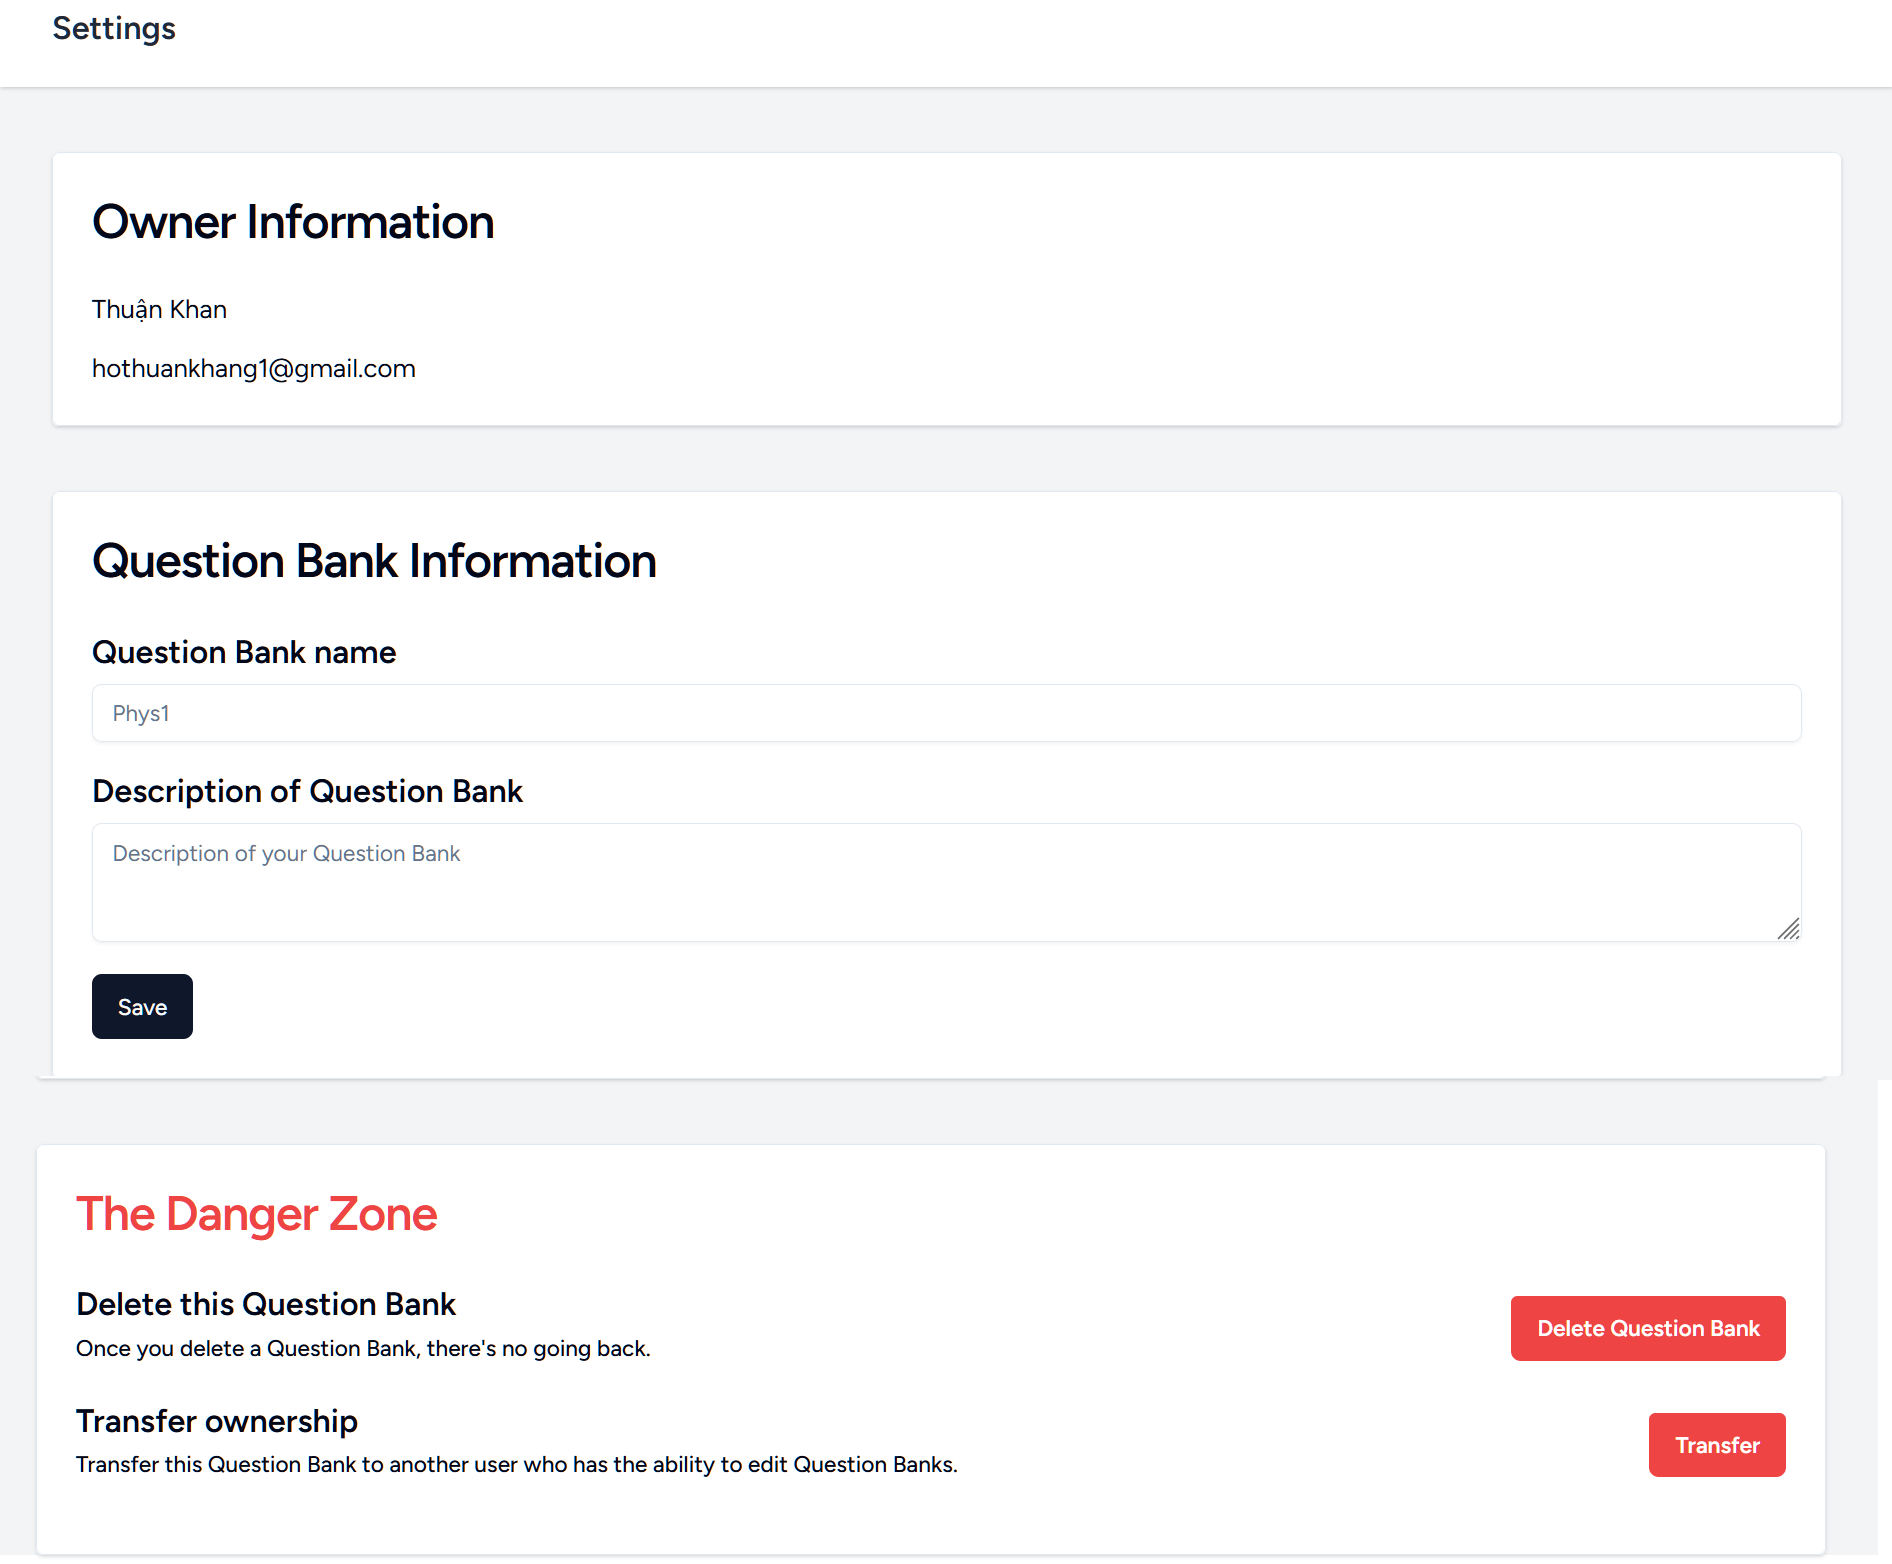 Settings
Owner Information
Thuận Khan
hothuankhang1@gmail.com
Question Bank Information
Question Bank name
Phys1
Description of Question Bank
Description of your Question Bank
Save
The Danger Zone
Delete this Question Bank
Once you delete a Question Bank, there's no going back.
Delete Question Bank
Transfer ownership
Transfer this Question Bank to another user who has the ability to edit Question Banks.
Transfer